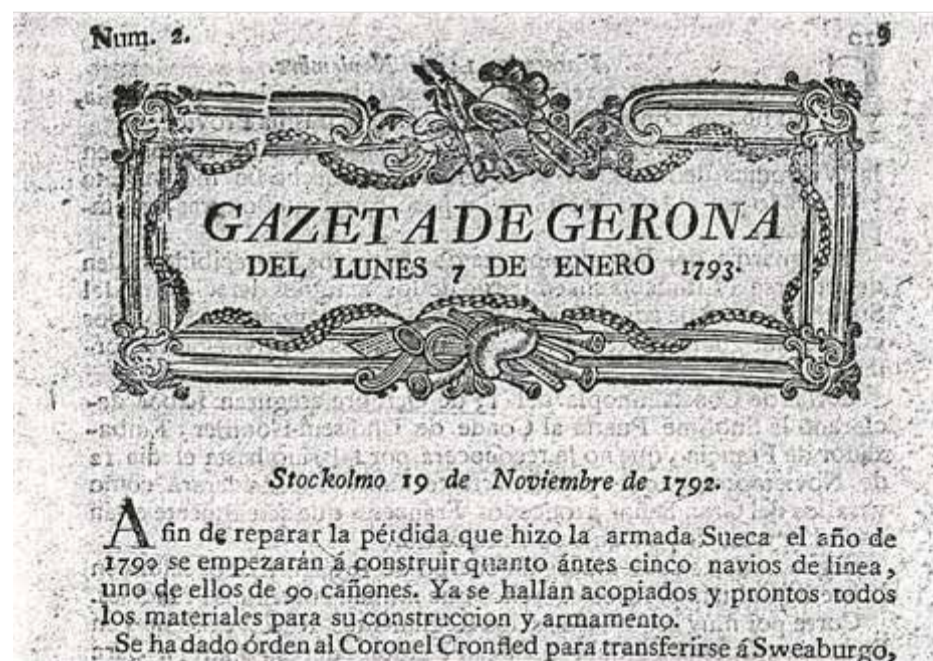 Num. 2.
9
GAZETA DE GERONA
DEL LUNES 7 DE ENERO 1793.
Stockolmo 19 de Noviembre de 1792.
A fin de reparar la pérdida que hizo la armada Sueca el año de
1790 se empezarán á construir quanto ántes cinco navios de línea,
uno de ellos de 90 cañones. Ya se hallan acopiados y prontos todos
los materiales para su construccion y armamento.
Se ha dado órden al Coronel Cronsted para transferirse á Sweaburgo,